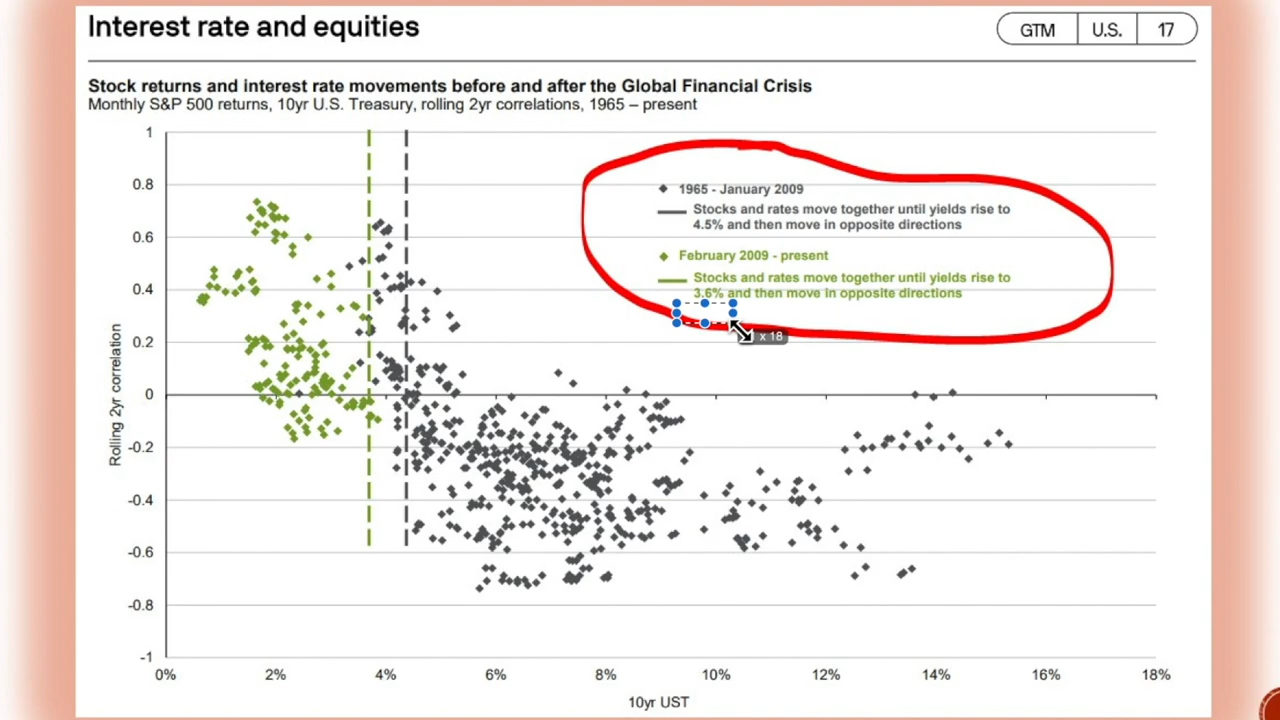 Interest rate and equities
GTM U.S. 17
Stock returns and interest rate movements before and after the Global Financial Crisis
Monthly S&P 500 returns, 10yr U.S. Treasury, rolling 2yr correlations, 1965 – present
1
0.8
0.6
0.4
0.2
0
-0.2
-0.4
-0.6
-0.8
-1
Rolling 2yr correlation
1965 - January 2009
Stocks and rates move together until yields rise to
4.5% and then move in opposite directions
February 2009 - present
Stocks and rates move together until yields rise to
3.6% and then move in opposite directions
x 18
0% 2% 4% 6% 8% 10% 12% 14% 16% 18%
10yr UST